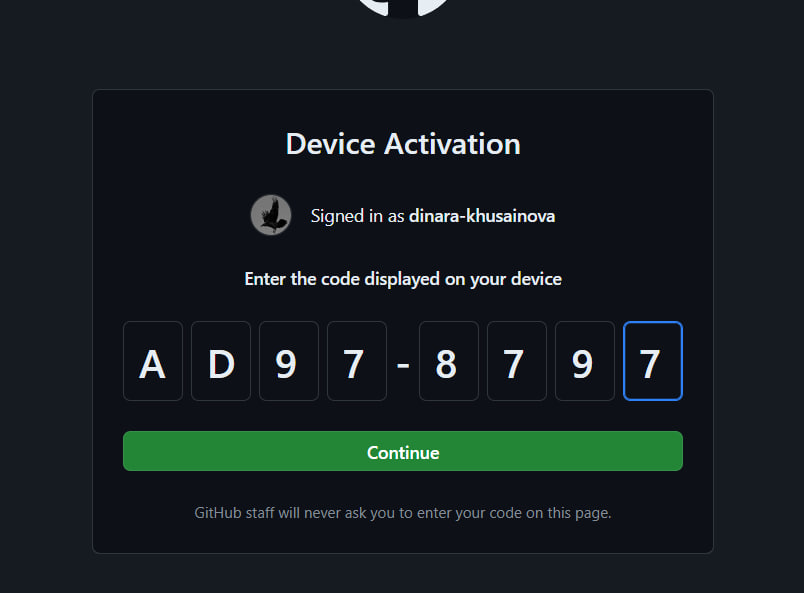 Device Activation
Signed in as dinara-khusainova
Enter the code displayed on your device
A D 9 7 - 8 7 9 7
Continue
GitHub staff will never ask you to enter your code on this page.